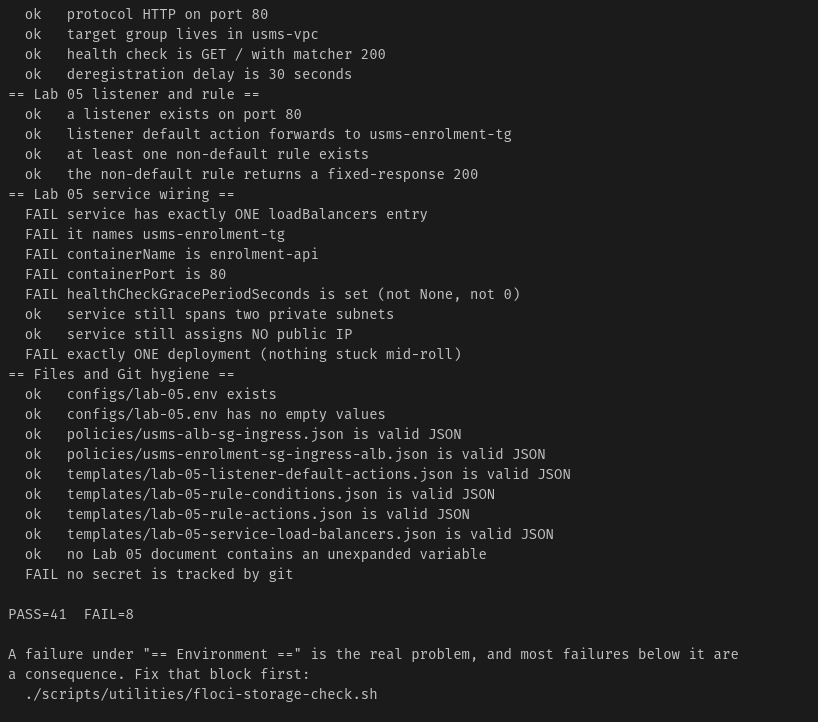 ok   protocol HTTP on port 80
ok   target group lives in usms-vpc
ok   health check is GET / with matcher 200
ok   deregistration delay is 30 seconds
== Lab 05 listener and rule ==
ok   a listener exists on port 80
ok   listener default action forwards to usms-enrolment-tg
ok   at least one non-default rule exists
ok   the non-default rule returns a fixed-response 200
== Lab 05 service wiring ==
FAIL service has exactly ONE loadBalancers entry
FAIL it names usms-enrolment-tg
FAIL containerName is enrolment-api
FAIL containerPort is 80
FAIL healthCheckGracePeriodSeconds is set (not None, not 0)
ok   service still spans two private subnets
ok   service still assigns NO public IP
FAIL exactly ONE deployment (nothing stuck mid-roll)
== Files and Git hygiene ==
ok   configs/lab-05.env exists
ok   configs/lab-05.env has no empty values
ok   policies/usms-alb-sg-ingress.json is valid JSON
ok   policies/usms-enrolment-sg-ingress-alb.json is valid JSON
ok   templates/lab-05-listener-default-actions.json is valid JSON
ok   templates/lab-05-rule-conditions.json is valid JSON
ok   templates/lab-05-rule-actions.json is valid JSON
ok   templates/lab-05-service-load-balancers.json is valid JSON
ok   no Lab 05 document contains an unexpanded variable
FAIL no secret is tracked by git
PASS=41  FAIL=8
A failure under "== Environment ==" is the real problem, and most failures below it are
a consequence. Fix that block first:
./scripts/utilities/floci-storage-check.sh